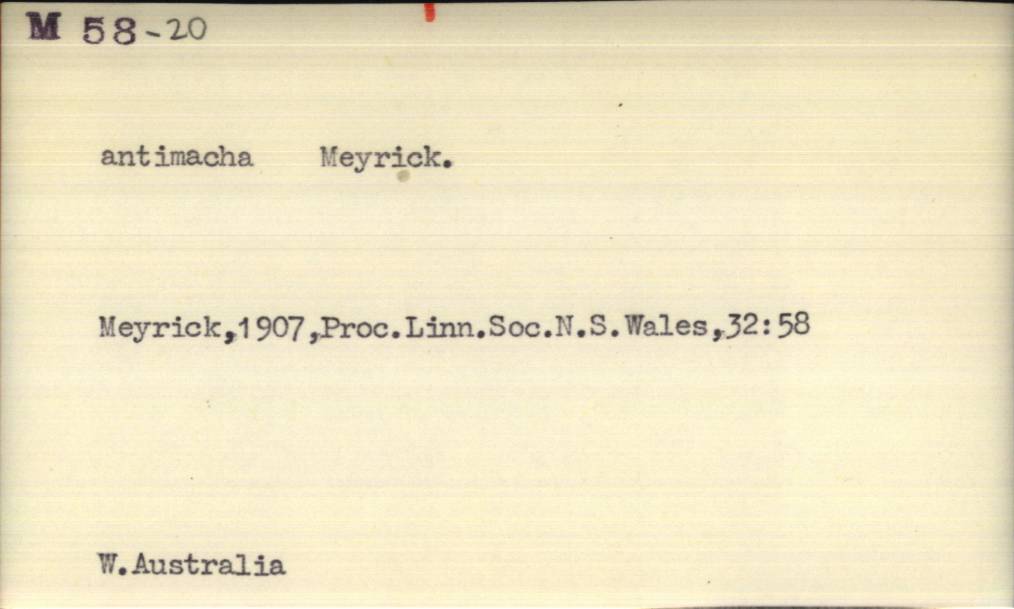 M 58-20
antimacha Meyrick.
Meyrick,1907,Proc.Linn.Soc.N.S.Wales,32:58
W.Australia